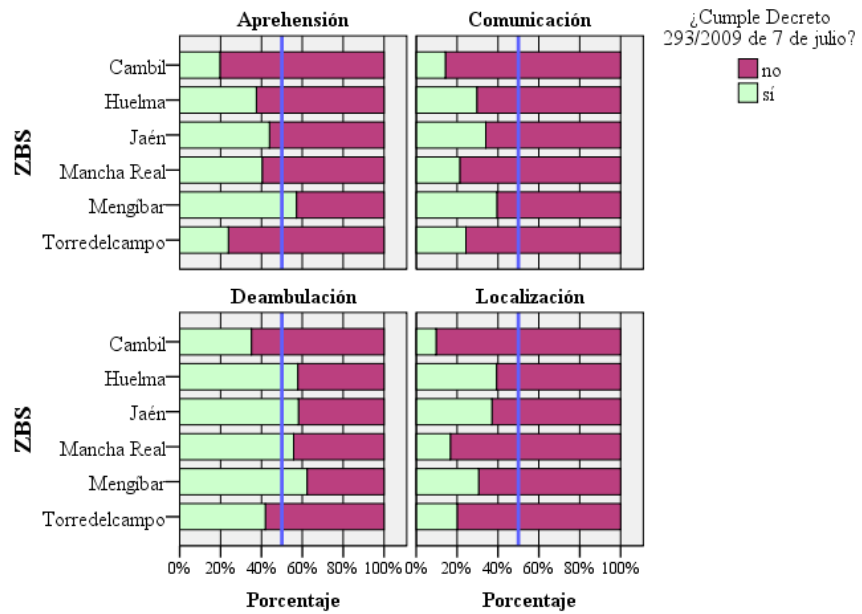 Aprehensión
Comunicación
¿Cumple Decreto
293/2009 de 7 de julio?
no
sí
ZBS
Cambil
Huelma
Jaén
Mancha Real
Mengíbar
Torredelcampo
Deambulación
Localización
ZBS
Cambil
Huelma
Jaén
Mancha Real
Mengíbar
Torredelcampo
0% 20% 40% 60% 80% 100%
0% 20% 40% 60% 80% 100%
Porcentaje
Porcentaje